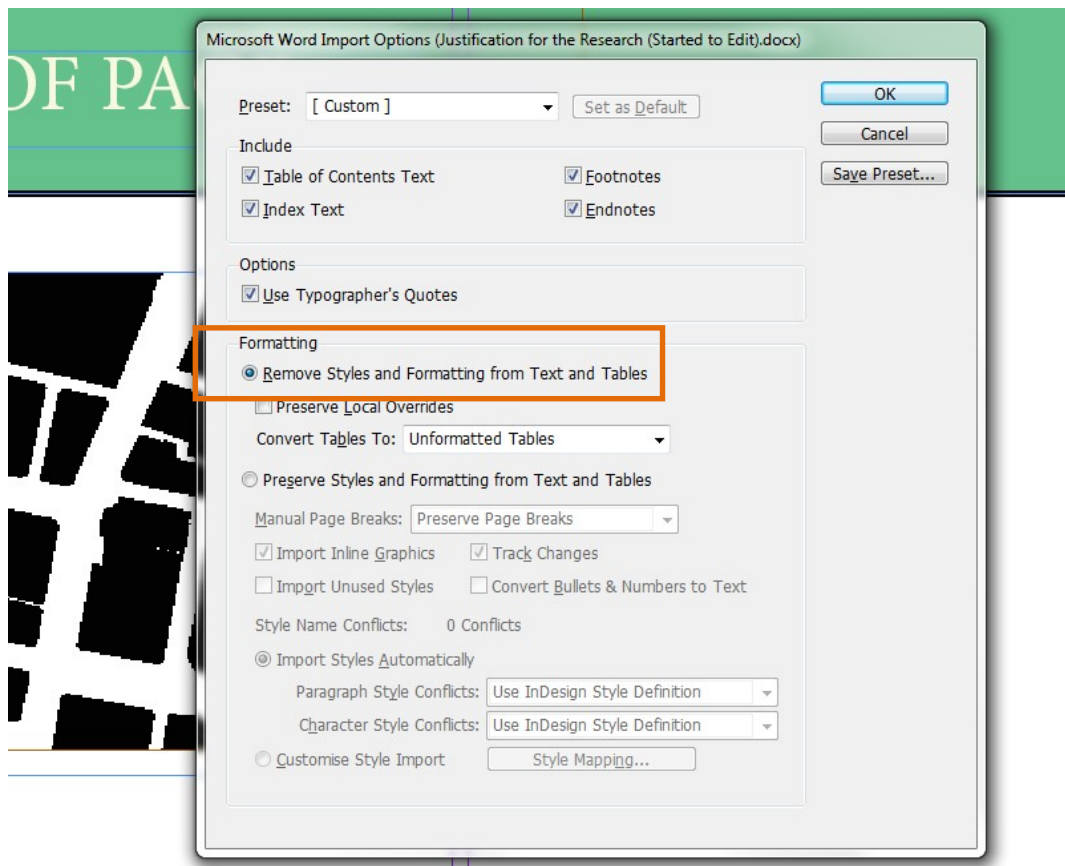 OF PA
Microsoft Word Import Options (Justification for the Research (Started to Edit).docx)
Preset: [ Custom ] Set as Default
OK
Cancel
Save Preset...
Include
Table of Contents Text Footnotes
Index Text Endnotes
Options
Use Typographer's Quotes
Formatting
Remove Styles and Formatting from Text and Tables
Preserve Local Overrides
Convert Tables To: Unformatted Tables
Preserve Styles and Formatting from Text and Tables
Manual Page Breaks: Preserve Page Breaks
Import Inline Graphics Track Changes
Import Unused Styles Convert Bullets & Numbers to Text
Style Name Conflicts: 0 Conflicts
Import Styles Automatically
Paragraph Style Conflicts: Use InDesign Style Definition
Character Style Conflicts: Use InDesign Style Definition
Customise Style Import Style Mapping...